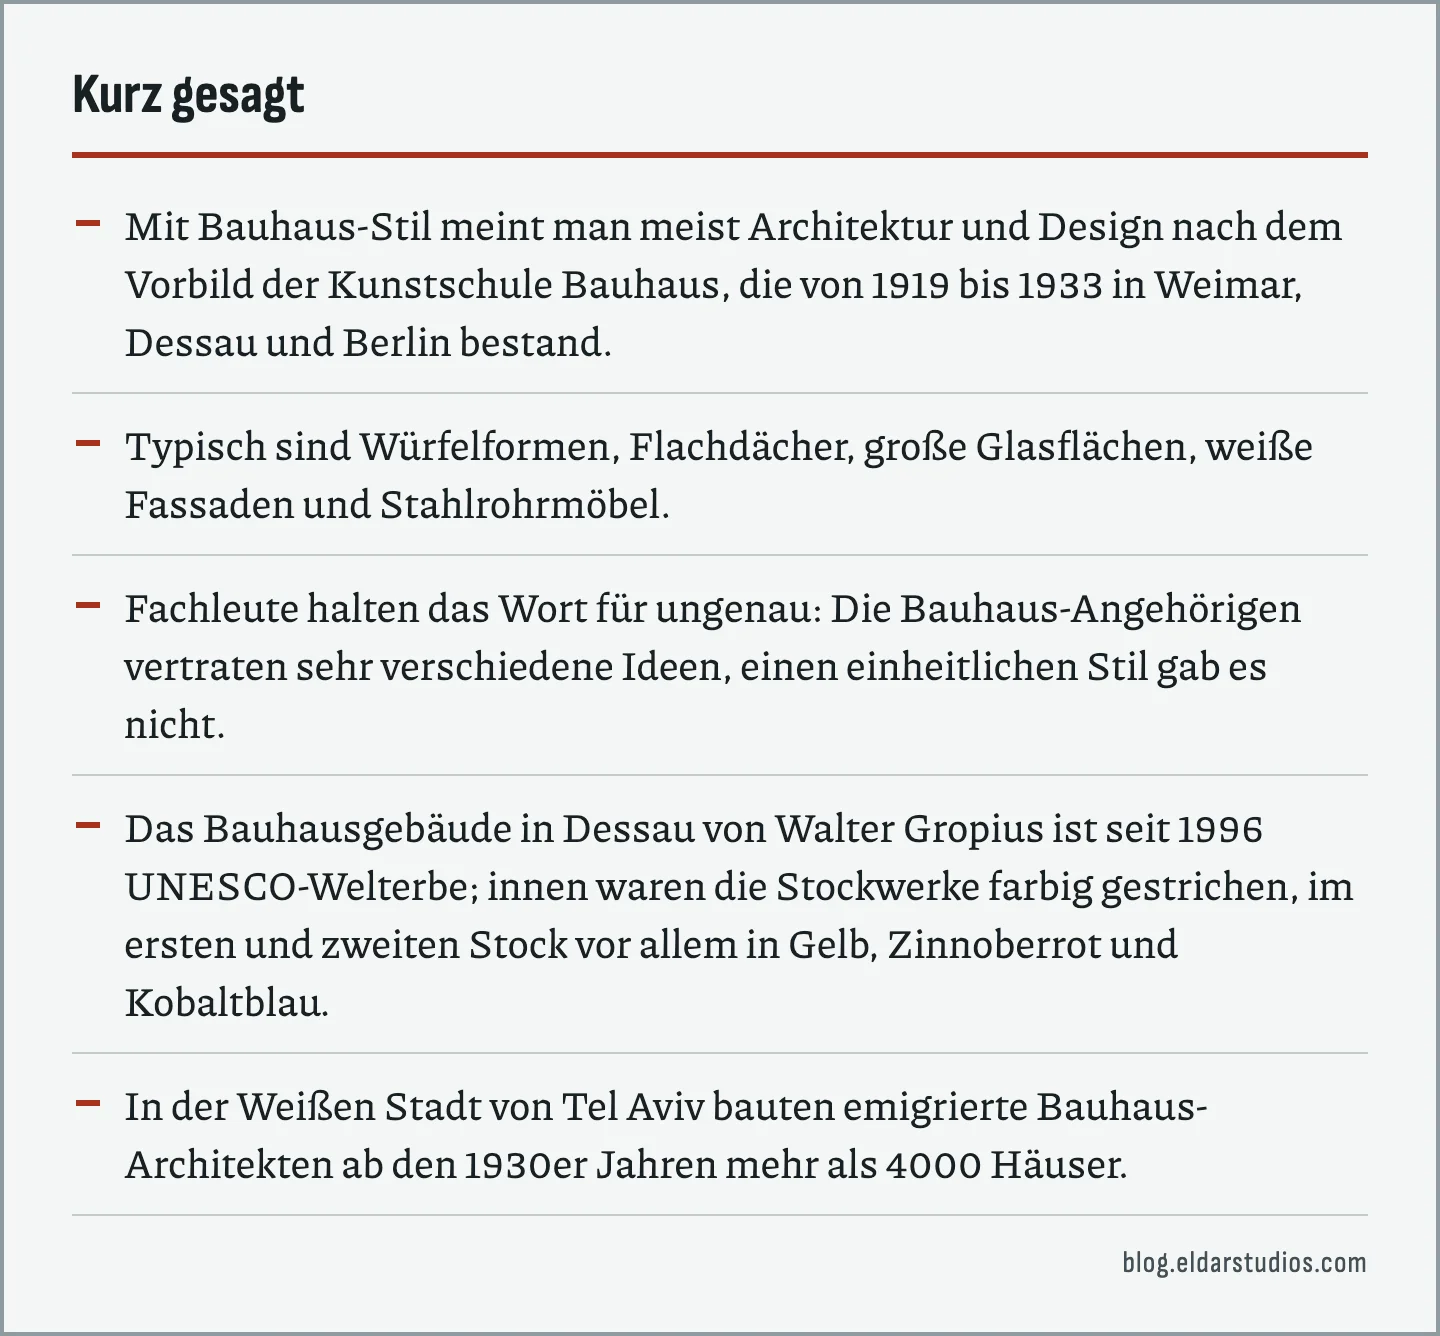 Kurz gesagt
Mit Bauhaus-Stil meint man meist Architektur und Design nach dem
Vorbild der Kunstschule Bauhaus, die von 1919 bis 1933 in Weimar,
Dessau und Berlin bestand.
Typisch sind Würfelformen, Flachdächer, große Glasflächen, weiße
Fassaden und Stahlrohrmöbel.
Fachleute halten das Wort für ungenau: Die Bauhaus-Angehörigen
vertraten sehr verschiedene Ideen, einen einheitlichen Stil gab es
nicht.
Das Bauhausgebäude in Dessau von Walter Gropius ist seit 1996
UNESCO-Welterbe; innen waren die Stockwerke farbig gestrichen, im
ersten und zweiten Stock vor allem in Gelb, Zinnoberrot und
Kobaltblau.
In der Weißen Stadt von Tel Aviv bauten emigrierte Bauhaus-
Architekten ab den 1930er Jahren mehr als 4000 Häuser.
blog.eldarstudios.com